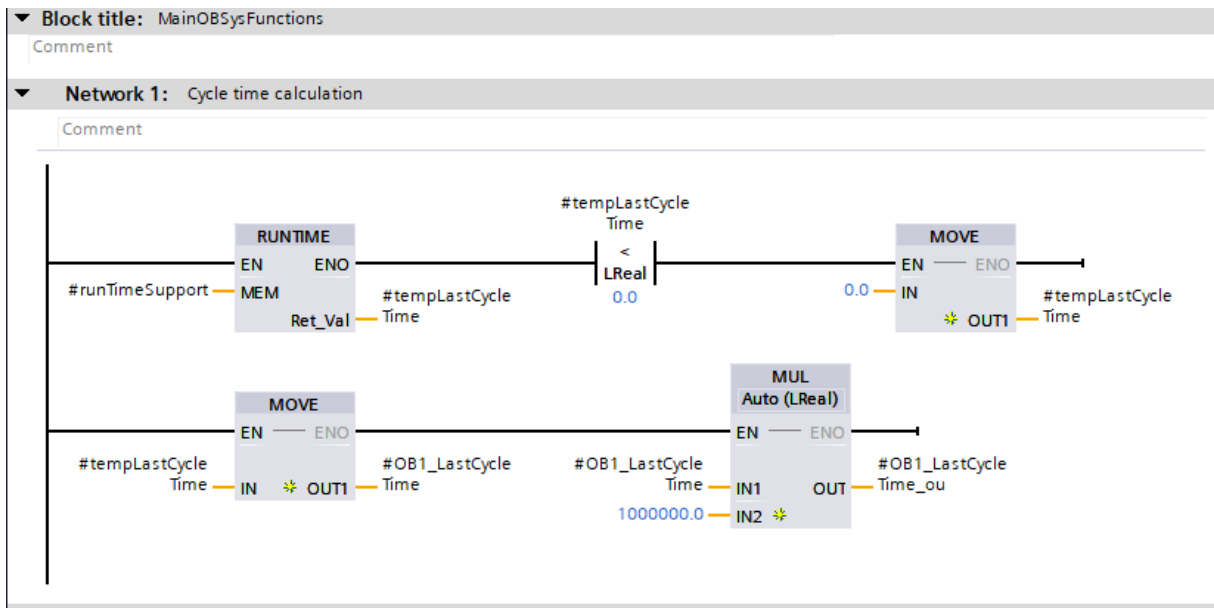 Block title: MainOBSysFunctions
Comment
Network 1: Cycle time calculation
Comment
#tempLastCycle
Time
RUNTIME
<
MOVE
EN ENO
LReal
EN ENO
#runTimeSupport MEM
#tempLastCycle
0.0
0.0 IN
#tempLastCycle
Ret_Val Time
OUT1 Time
MUL
MOVE
Auto (LReal)
EN ENO
EN ENO
#tempLastCycle
#OB1_LastCycle
#OB1_LastCycle
#OB1_LastCycle
Time IN OUT1 Time
Time IN1 OUT Time_ou
1000000.0 IN2